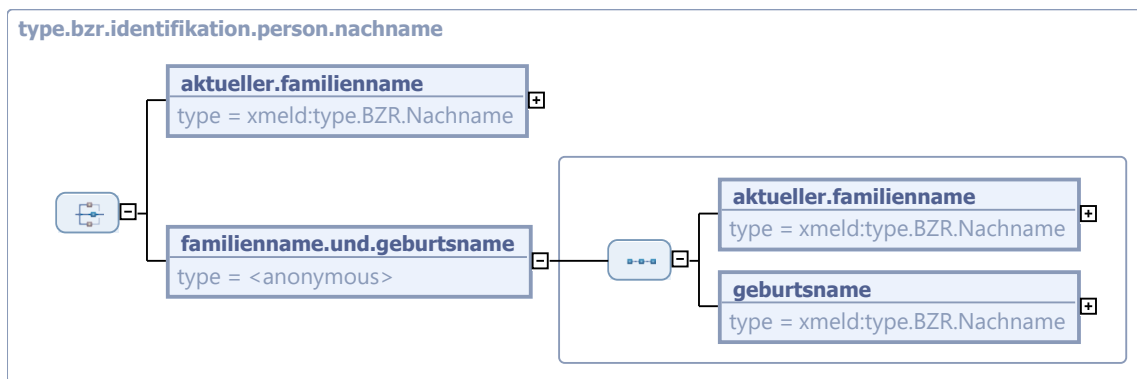 type.bzr.identifikation.person.nachname
aktueller.familienname
type = xmeld:type.BZR.Nachname
familienname.und.geburtsname
type = <anonymous>
aktueller.familienname
type = xmeld:type.BZR.Nachname
geburtsname
type = xmeld:type.BZR.Nachname